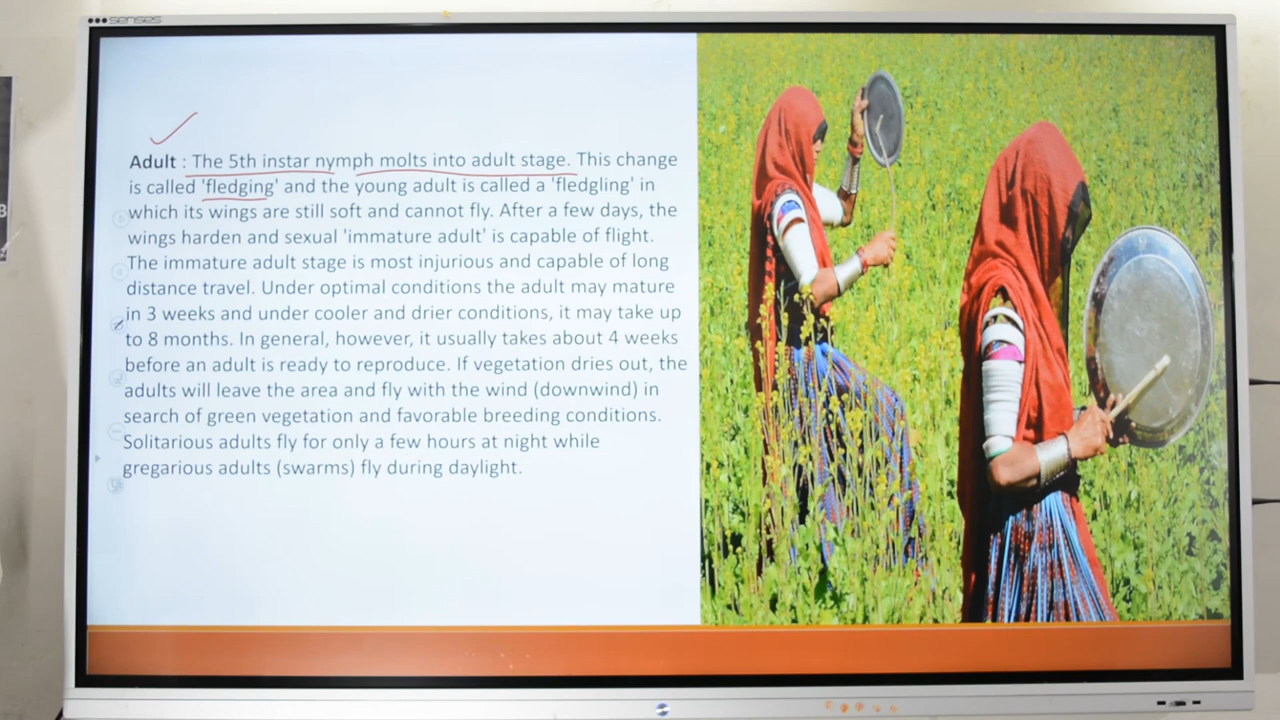 senses
Adult : The 5th instar nymph molts into adult stage. This change
is called 'fledging' and the young adult is called a 'fledgling' in
which its wings are still soft and cannot fly. After a few days, the
wings harden and sexual 'immature adult' is capable of flight.
The immature adult stage is most injurious and capable of long
distance travel. Under optimal conditions the adult may mature
in 3 weeks and under cooler and drier conditions, it may take up
to 8 months. In general, however, it usually takes about 4 weeks
before an adult is ready to reproduce. If vegetation dries out, the
adults will leave the area and fly with the wind (downwind) in
search of green vegetation and favorable breeding conditions.
Solitarious adults fly for only a few hours at night while
gregarious adults (swarms) fly during daylight.